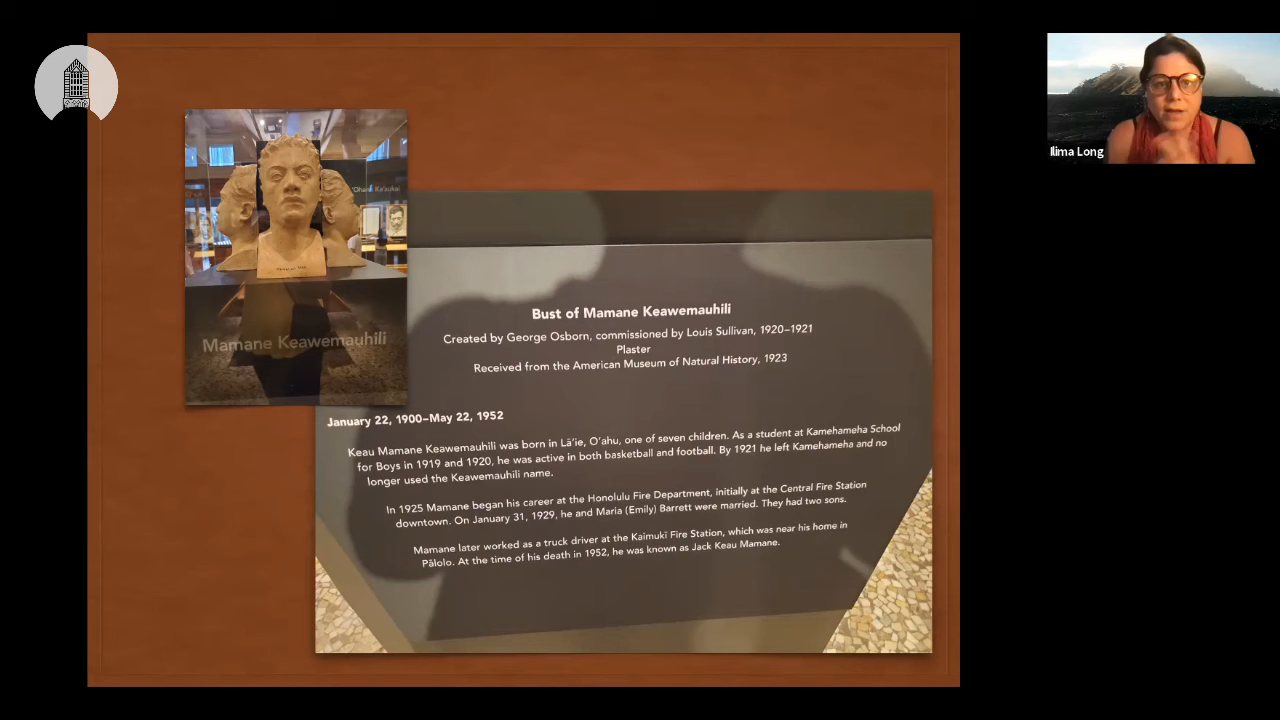 'Ohana Ke'aukai
Mamane Keawemauhili
Bust of Mamane Keawemauhili
Created by George Osborn, commissioned by Louis Sullivan, 1920–1921
Plaster
Received from the American Museum of Natural History, 1923
January 22, 1900–May 22, 1952
Keau Mamane Keawemauhili was born in Lā'ie, O'ahu, one of seven children. As a student at Kamehameha School
for Boys in 1919 and 1920, he was active in both basketball and football. By 1921 he left Kamehameha and no
longer used the Keawemauhili name.
In 1925 Mamane began his career at the Honolulu Fire Department, initially at the Central Fire Station
downtown. On January 31, 1929, he and Maria (Emily) Barrett were married. They had two sons.
Mamane later worked as a truck driver at the Kaimuki Fire Station, which was near his home in
Pālolo. At the time of his death in 1952, he was known as Jack Keau Mamane.
Ilima Long